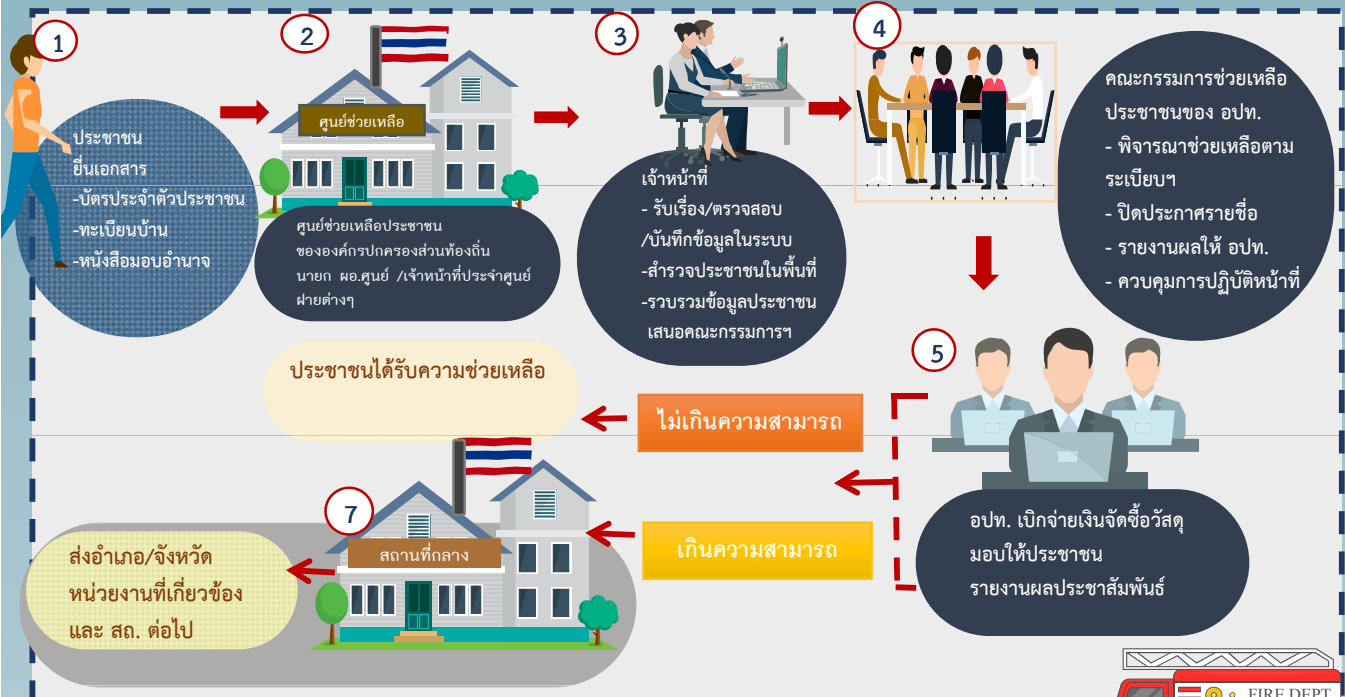 1
ประชาชน
ยื่นเอกสาร
-บัตรประจำตัวประชาชน
-ทะเบียนบ้าน
-หนังสือมอบอำนาจ
2
ศูนย์ช่วยเหลือ
ศูนย์ช่วยเหลือประชาชน
ขององค์กรปกครองส่วนท้องถิ่น
นายก ผอ.ศูนย์ /เจ้าหน้าที่ประจำศูนย์
ฝ่ายต่างๆ
3
เจ้าหน้าที่
- รับเรื่อง/ตรวจสอบ
/บันทึกข้อมูลในระบบ
-สำรวจประชาชนในพื้นที่
-รวบรวมข้อมูลประชาชน
เสนอคณะกรรมการฯ
4
คณะกรรมการช่วยเหลือ
ประชาชนของ อปท.
- พิจารณาช่วยเหลือตาม
ระเบียบฯ
- ปิดประกาศรายชื่อ
- รายงานผลให้ อปท.
- ควบคุมการปฏิบัติหน้าที่
5
อปท. เบิกจ่ายเงินจัดซื้อวัสดุ
มอบให้ประชาชน
รายงานผลประชาสัมพันธ์
ไม่เกินความสามารถ
ประชาชนได้รับความช่วยเหลือ
เกินความสามารถ
7
สถานที่กลาง
ส่งอำเภอ/จังหวัด
หน่วยงานที่เกี่ยวข้อง
และ สถ. ต่อไป
FIRE DEPT